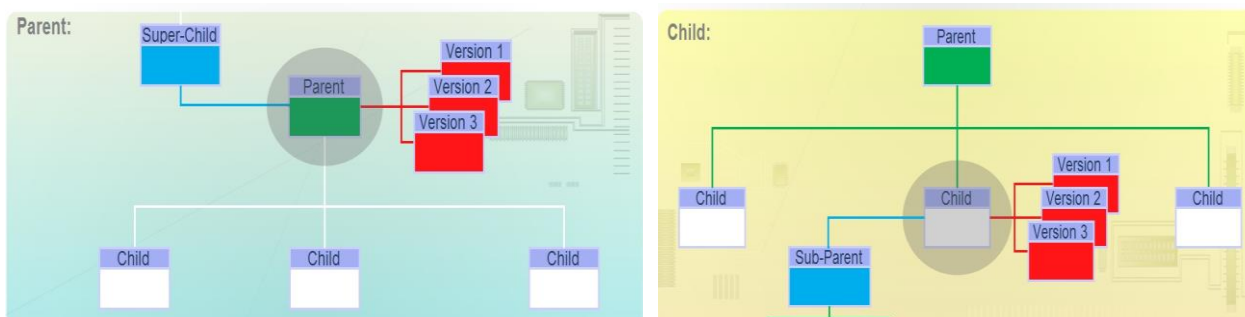 Parent:
Super-Child
Parent
Version 1
Version 2
Version 3
Child
Child
Child
Child:
Parent
Child
Child
Child
Version 1
Version 2
Version 3
Sub-Parent